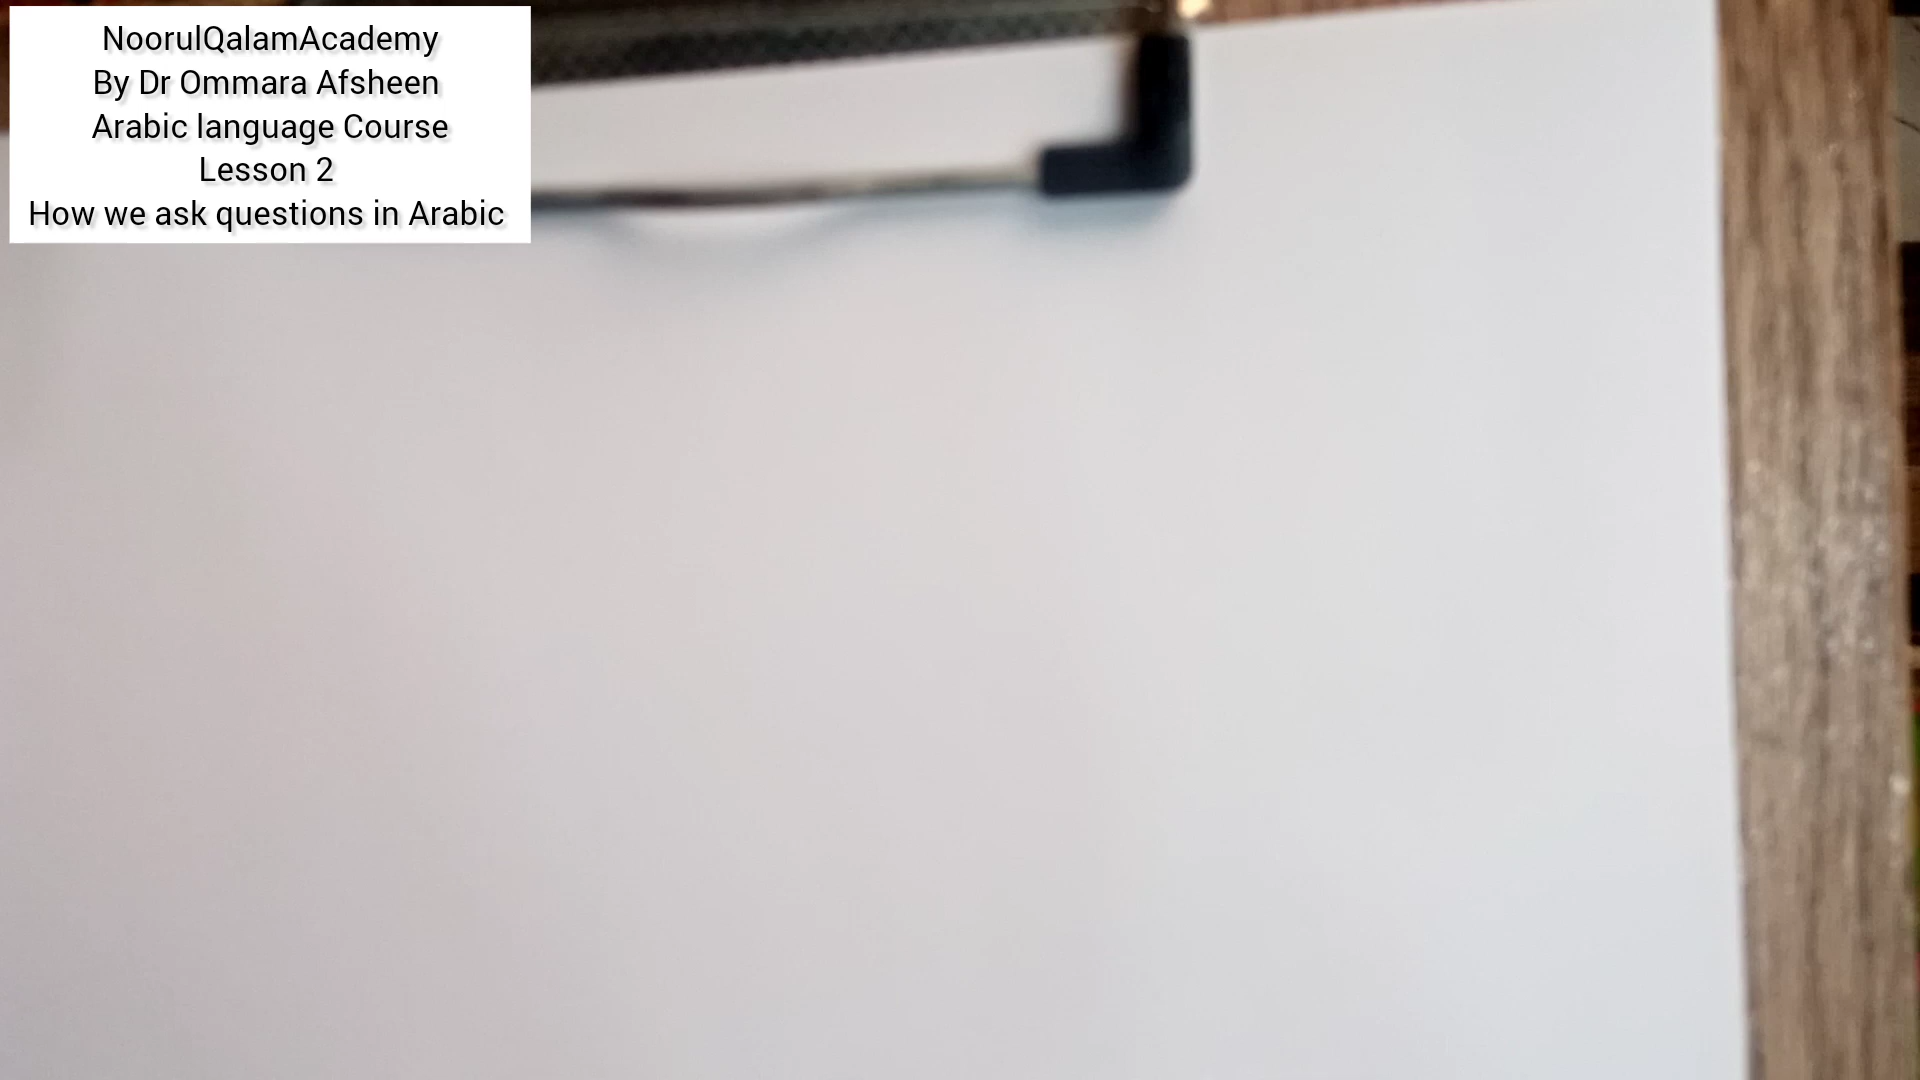 NoorulQalamAcademy
By Dr Ommara Afsheen
Arabic language Course
Lesson 2
How we ask questions in Arabic